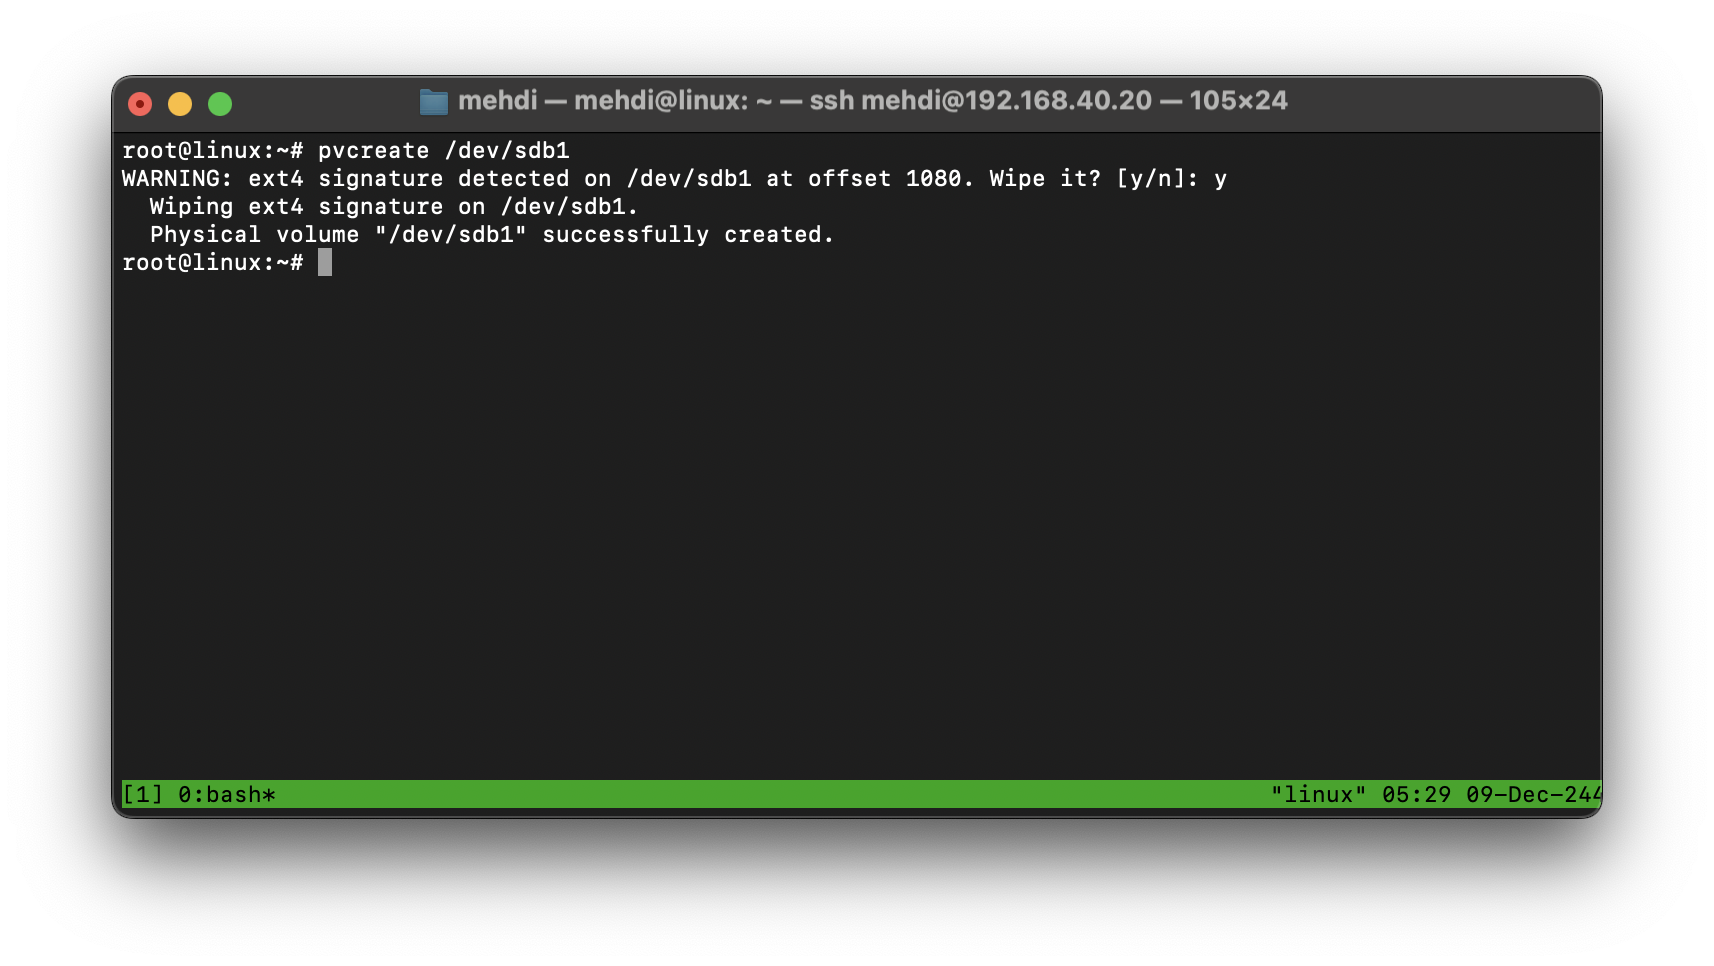 mehdi — mehdi@linux: ~ — ssh mehdi@192.168.40.20 — 105×24
root@linux:~# pvcreate /dev/sdb1
WARNING: ext4 signature detected on /dev/sdb1 at offset 1080. Wipe it? [y/n]: y
  Wiping ext4 signature on /dev/sdb1.
  Physical volume "/dev/sdb1" successfully created.
root@linux:~#
[1] 0:bash* "linux" 05:29 09-Dec-244